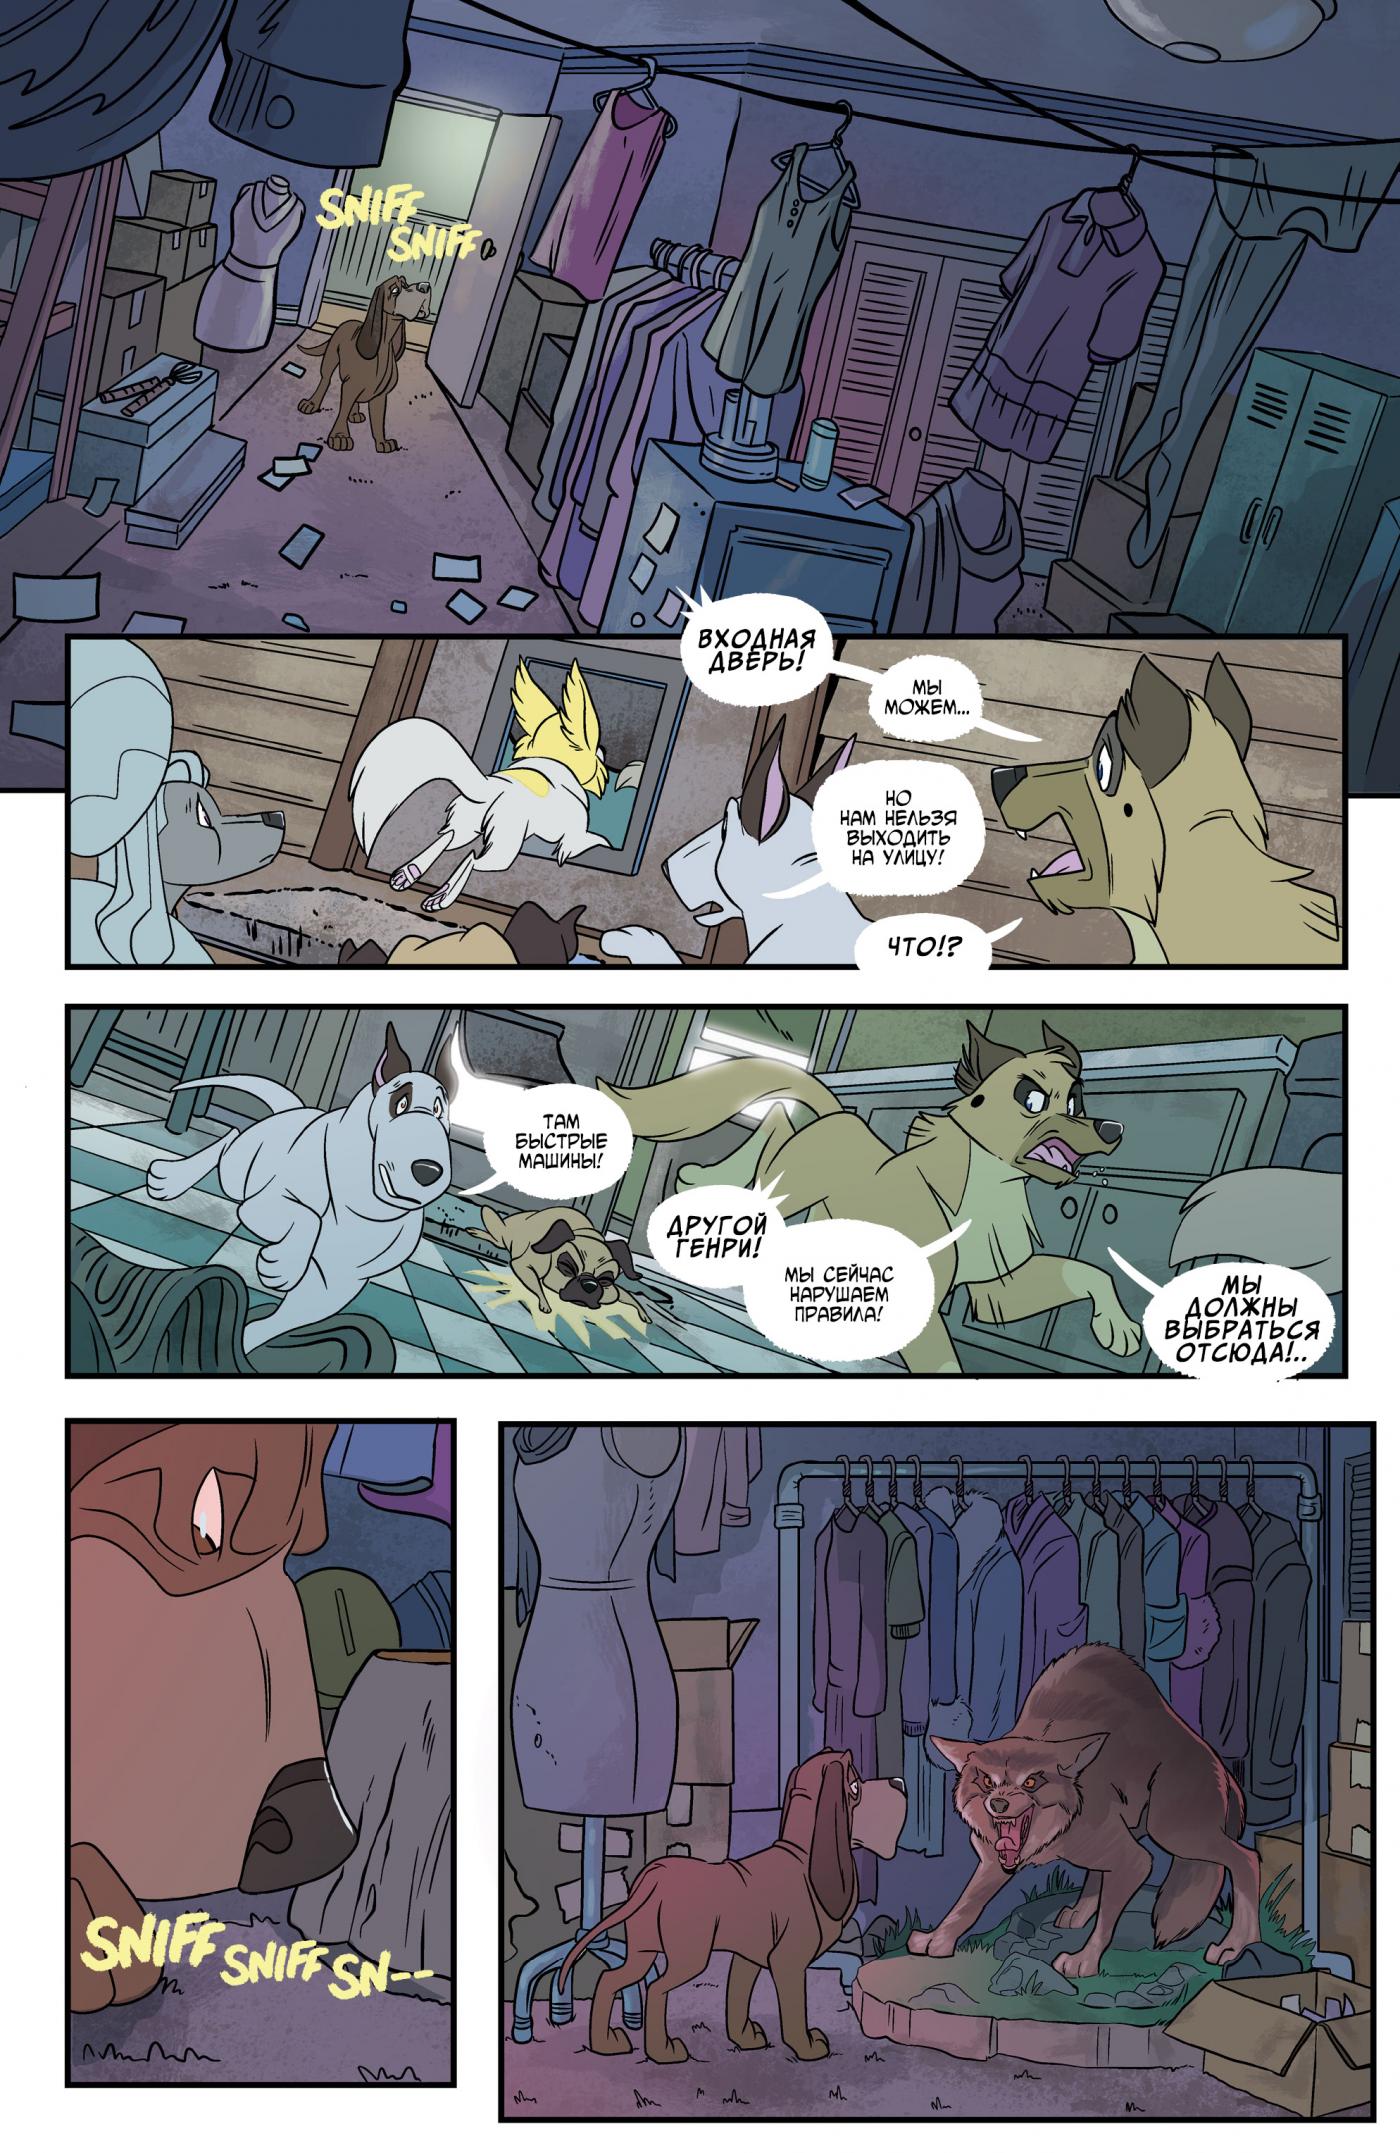 SNIFF
SNIFF
ВХОДНАЯ
ДВЕРЬ!
МЫ
МОЖЕМ...
НО
НАМ НЕЛЬЗЯ
ВЫХОДИТЬ
НА УЛИЦУ!
ЧТО!?
ТАМ
БЫСТРЫЕ
МАШИНЫ!
ДРУГОЙ
ГЕНРИ!
МЫ СЕЙЧАС
НАРУШАЕМ
ПРАВИЛА!
МЫ
ДОЛЖНЫ
ВЫБРАТЬСЯ
ОТСЮДА!..
SNIFF SNIFF SN--